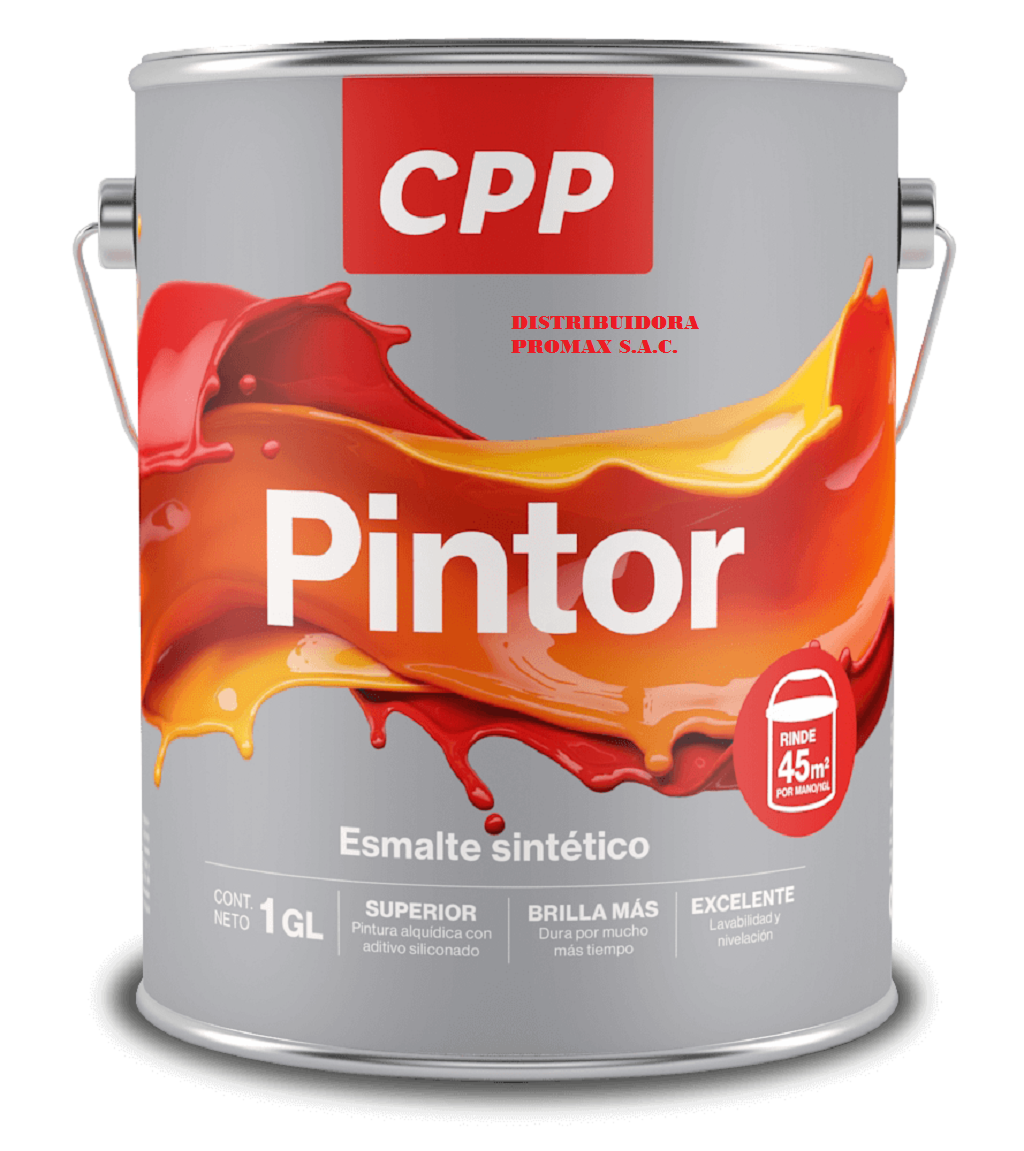 CPP
DISTRIBUIDORA
PROMAX S.A.C.
Pintor
RINDE
45m²
POR MANO/1GL
Esmalte sintético
CONT.
NETO 1 GL
SUPERIOR
Pintura alquídica con
aditivo siliconado
BRILLA MÁS
Dura por mucho
más tiempo
EXCELENTE
Lavabilidad y
nivelación